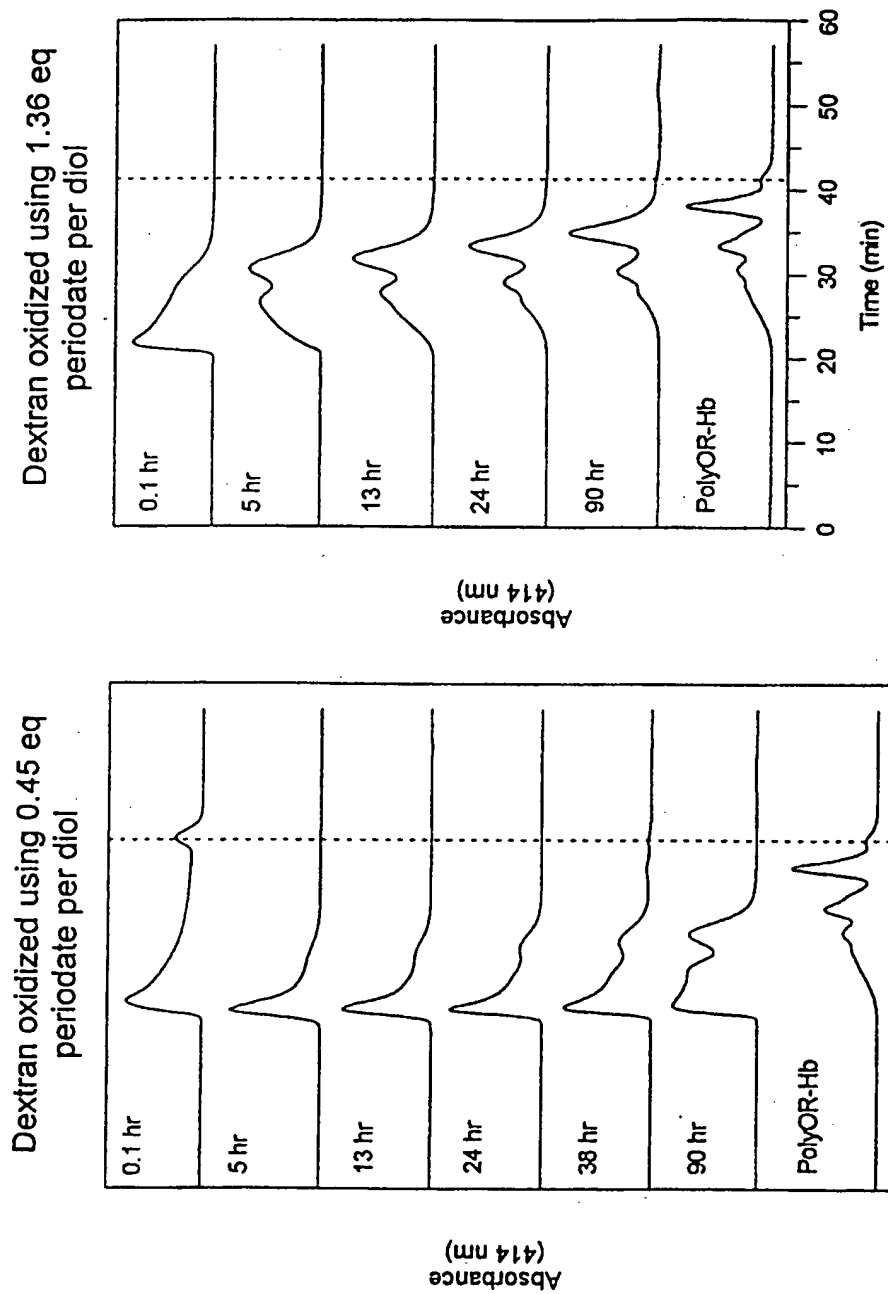 Dextran oxidized using 0.45 eq
periodate per diol
0.1 hr
5 hr
13 hr
24 hr
38 hr
90 hr
PolyOR-Hb
Absorbance
(414 nm)
Dextran oxidized using 1.36 eq
periodate per diol
0.1 hr
5 hr
13 hr
24 hr
90 hr
PolyOR-Hb
Absorbance
(414 nm)
0 10 20 30 40 50 60
Time (min)